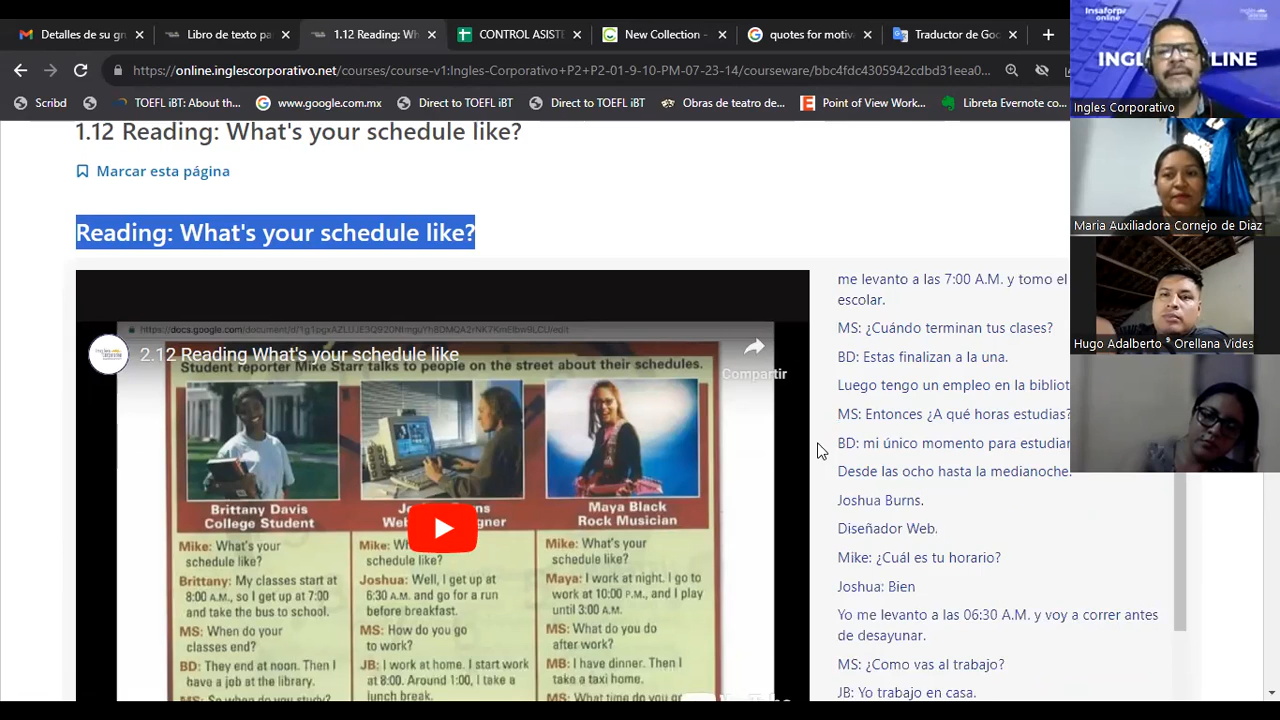 Detalles de su gr
Libro de texto pa
1.12 Reading: Wh
CONTROL ASIST
New Collection -
quotes for motiv
Traductor de Goo
https://online.inglescorporativo.net/courses/course-v1:Ingles-Corporativo
P2+P2-01-9-10-PM-07-23-14/courseware/bbc4fdc4305942cdbd31eea0...
Scribd
TOEFL iBT: About th...
www.google.com.m
Direct to TOEFL iBT
Direct to TOEFL iBT
Obras de teatro de...
Point of View Work...
Libreta Evernote co...
1.12 Reading: What's your schedule like?
Marcar esta página
Reading: What's your schedule like?
2.12 Reading What's your schedule like
Compartir
Student reporter Mike Starr talks to people on the street about their schedules.
Brittany Davis
College Student
Maya Black
Rock Musician
Mike: What's your
schedule like?
Brittany: My classes start at
8:00 A.M., so I get up at 7:00
and take the bus to school.
MS: When do your
classes end?
BD: They end at noon. Then I
have a job at the library.
MS: So when do you study?
Mike: 
schedule like?
Joshua: Well, I get up at
6:30 A.M. and go for a run
before breakfast.
MS: How do you go
to work?
JB: I work at home. I start work
at 8:00. Around 1:00, I take a
lunch break.
Mike: What's your
schedule like?
Maya: I work at night. I go to
work at 10:00 P.M., and I play
until 3:00 A.M.
MS: What do you do
after work?
MB: I have dinner. Then I
take a taxi home.
MS: What time do you
me levanto a las 7:00 A.M. y tomo el
escolar.
MS: ¿Cuándo terminan tus clases?
BD: Estas finalizan a la una.
Luego tengo un empleo en la bibliot
MS: Entonces ¿A qué horas estudias?
BD: mi único momento para estudiar
Desde las ocho hasta la medianoche.
Joshua Burns.
Diseñador Web.
Mike: ¿Cuál es tu horario?
Joshua: Bien
Yo me levanto a las 06:30 A.M. y voy a correr antes
de desayunar.
MS: ¿Como vas al trabajo?
JB: Yo trabajo en casa.
Insaforp
online
INGL
LINE
Ingles Corporativo
Maria Auxiliadora Cornejo de Diaz
Hugo Adalberto Orellana Vides